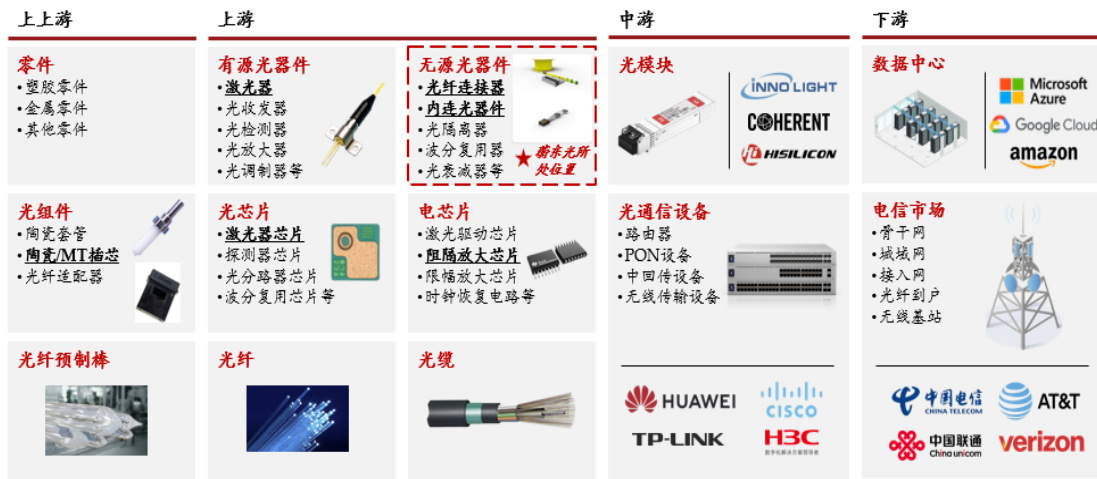 上上游
上游
中游
下游
零件
•塑胶零件
•金属零件
•其他零件
有源光器件
•激光器
•光收发器
•光检测器
•光放大器
•光调制器等
无源光器件
•光纤连接器
•内连光器件
•光隔离器
•波分复用器
•光衰减器等
★蘅东光所
处位置
光模块
INNOLIGHT
COHERENT
HISILICON
数据中心
Microsoft
Azure
Google Cloud
amazon
光组件
•陶瓷套管
•陶瓷/MT插芯
•光纤适配器
光芯片
•激光器芯片
•探测器芯片
•光分路器芯片
•波分复用芯片等
电芯片
•激光驱动芯片
•阻隔放大芯片
•限幅放大芯片
•时钟恢复电路等
光通信设备
•路由器
•PON设备
•中回传设备
•无线传输设备
电信市场
•骨干网
•城域网
•接入网
•光纤到户
•无线基站
光纤预制棒
光纤
光缆
HUAWEI
CISCO
TP-LINK
H3C
数字化解决方案领导者
中国电信
CHINA TELECOM
AT&T
中国联通
China unicom
verizon